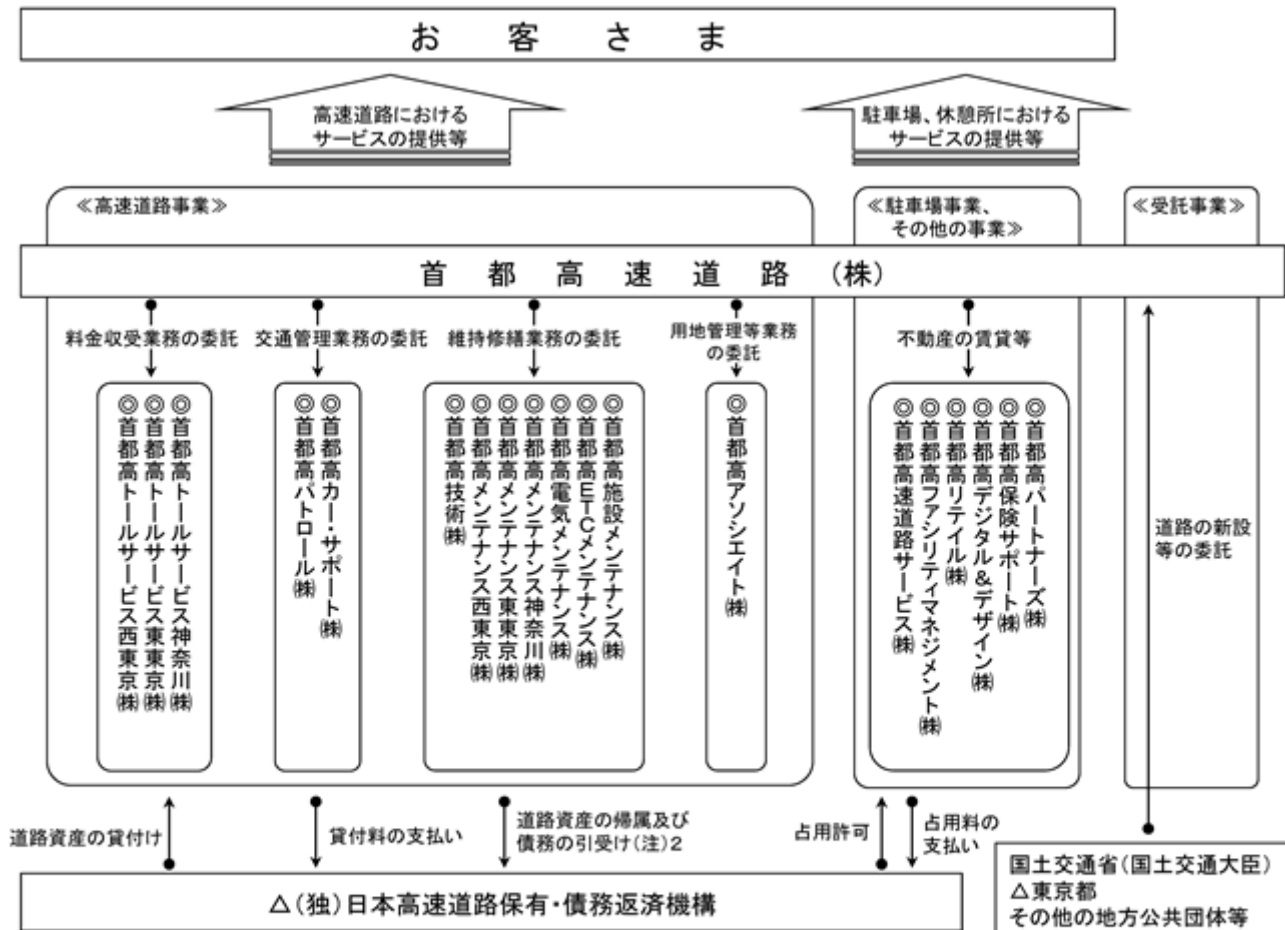 お客さま
高速道路における
サービスの提供等
駐車場、休憩所における
サービスの提供等
≪高速道路事業≫
≪駐車場事業、
その他の事業≫
≪受託事業≫
首都高速道路(株)
料金収受業務の委託
交通管理業務の委託
維持修繕業務の委託
用地管理等業務
の委託
不動産の賃貸等
◎首都高トールサービス西東京㈱
◎首都高トールサービス東東京㈱
◎首都高トールサービス神奈川㈱
◎首都高パトロール㈱
◎首都高カー・サポート㈱
◎首都高技術㈱
◎首都高メンテナンス西東京㈱
◎首都高メンテナンス東東京㈱
◎首都高メンテナンス神奈川㈱
◎首都高電気メンテナンス㈱
◎首都高ETCメンテナンス㈱
◎首都高施設メンテナンス㈱
◎首都高アソシエイト㈱
◎首都高速道路サービス㈱
◎首都高ファシリティマネジメント㈱
◎首都高リテイル㈱
◎首都高デジタル&デザイン㈱
◎首都高保険サポート㈱
◎首都高パートナーズ㈱
道路の新設
等の委託
道路資産の貸付け
貸付料の支払い
道路資産の帰属及び
債務の引受け(注)2
占用許可
占用料の
支払い
△(独)日本高速道路保有・債務返済機構
国土交通省(国土交通大臣)
△東京都
その他の地方公共団体等